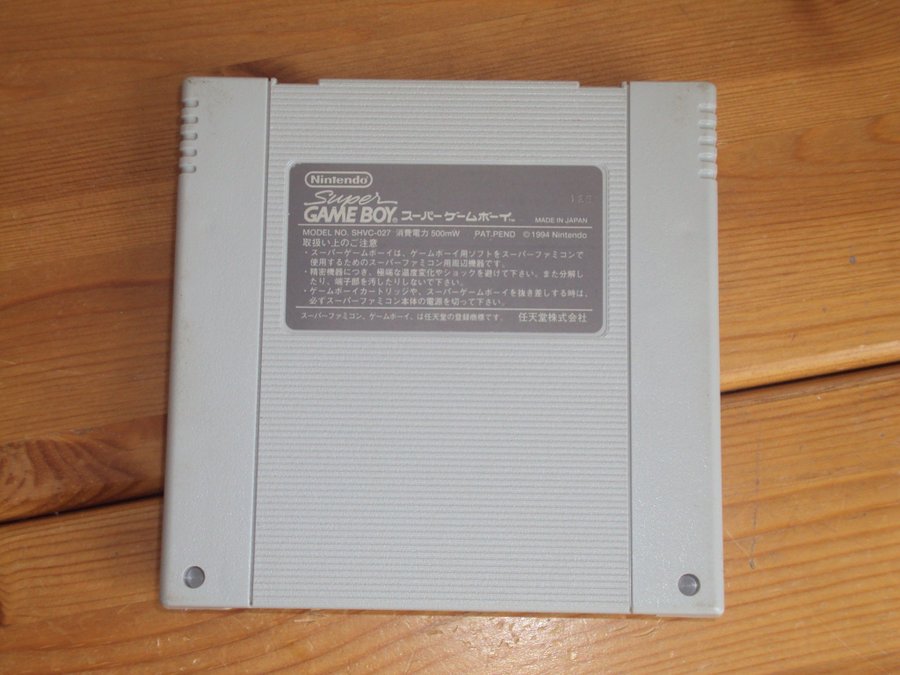 Nintendo
Super
GAME BOY® スーパーゲームボーイ™ MADE IN JAPAN
MODEL NO. SHVC-027 消費電力 500mW PAT.PEND ©1994 Nintendo
取扱い上のご注意
・スーパーゲームボーイは、ゲームボーイ用ソフトをスーパーファミコンで
使用するためのスーパーファミコン用周辺機器です。
・精密機器につき、極端な温度変化やショックを避けて下さい。また分解し
たり、端子部を汚したりしないで下さい。
・ゲームボーイカートリッジや、スーパーゲームボーイを抜き差しする時は、
必ずスーパーファミコン本体の電源を切って下さい。
スーパーファミコン、ゲームボーイ、は任天堂の登録商標です。 任天堂株式会社